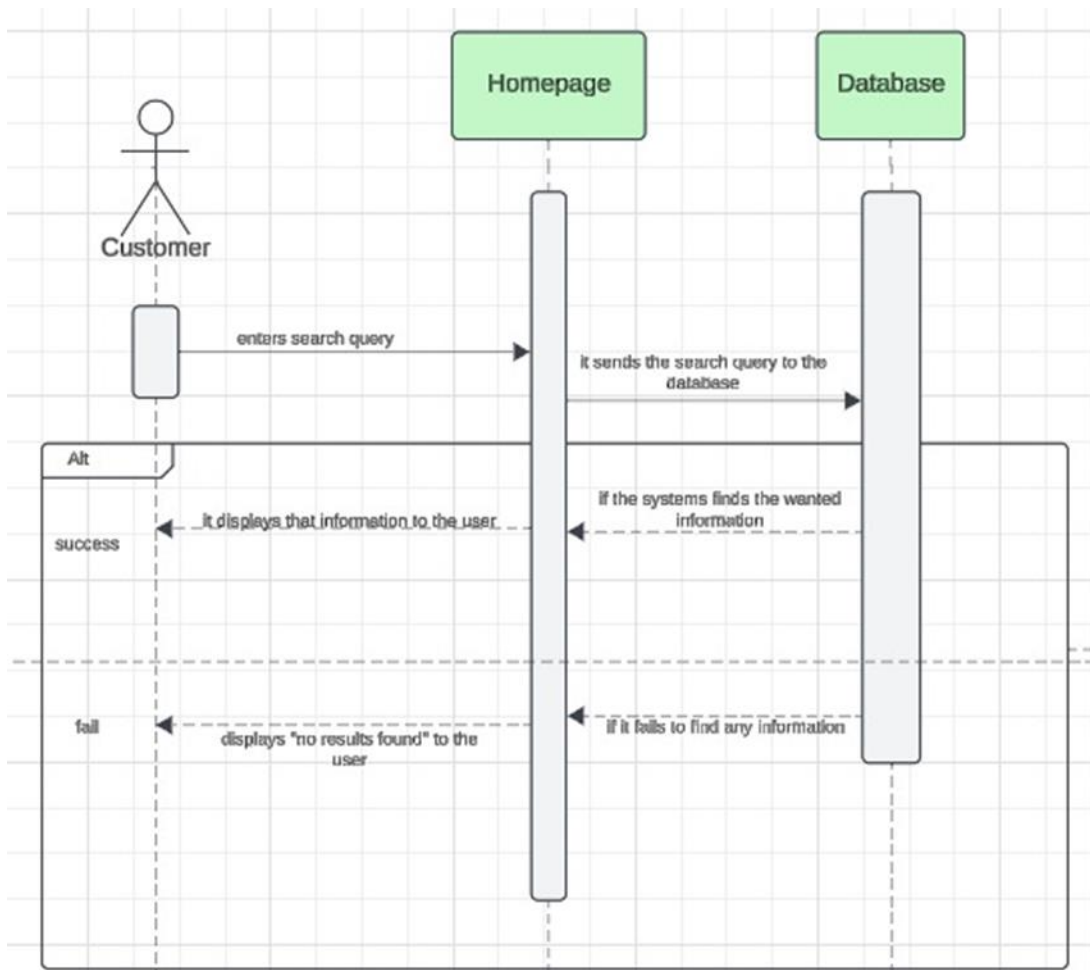 Homepage
Database
Customer
enters search query
it sends the search query to the
database
Alt
if the systems finds the wanted
information
it displays that information to the user
success
fail
if it fails to find any information
displays "no results found" to the
user